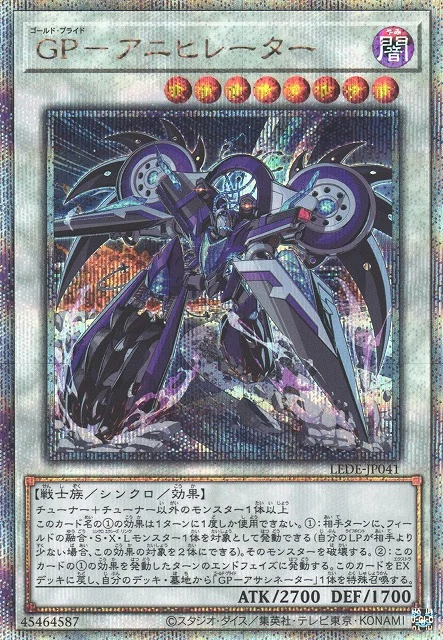 ゴールド・プライド
GP－アニヒレーター
闇
LEDE-JP041
【戦士族／シンクロ／効果】
チューナー＋チューナー以外のモンスター1体以上
このカード名の①の効果は1ターンに1度しか使用できない。①：相手ターンに、フィー
ルドの融合・S・X・Lモンスター1体を対象として発動できる（自分のLPが相手より
少ない場合、この効果の対象を2体にできる）。そのモンスターを破壊する。②：この
カードの①の効果を発動したターンのエンドフェイズに発動する。このカードをEX
デッキに戻し、自分のデッキ・墓地から「GP－アサシネーター」1体を特殊召喚する。
ATK/2700 DEF/1700
45464587
©スタジオ・ダイス/集英社・テレビ東京・KONAMI